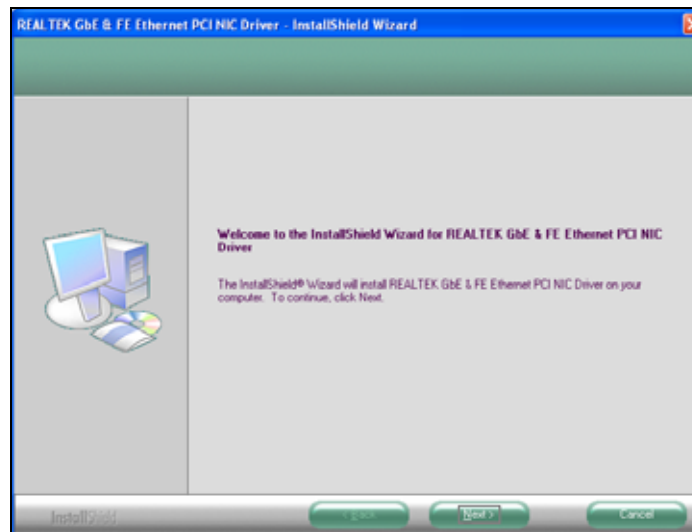 REALTEK GbE & FE Ethernet PCI NIC Driver - InstallShield Wizard
Welcome to the InstallShield Wizard for REALTEK GbE & FE Ethernet PCI NIC
Driver
The InstallShield® Wizard will install REALTEK GbE & FE Ethernet PCI NIC Driver on your
computer. To continue, click Next.
InstallShield
< Back
Next >
Cancel